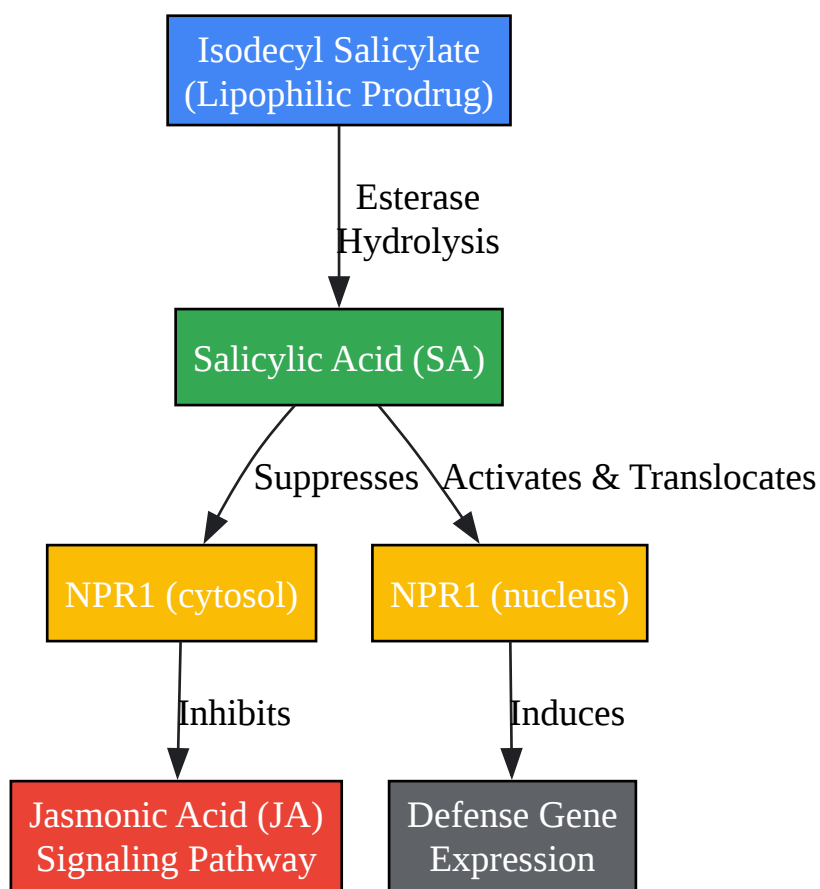 Isodecyl Salicylate
(Lipophilic Prodrug)
Esterase
Hydrolysis
Salicylic Acid (SA)
Suppresses
Activates & Translocates
NPR1 (cytosol)
NPR1 (nucleus)
Inhibits
Induces
Jasmonic Acid (JA)
Signaling Pathway
Defense Gene
Expression